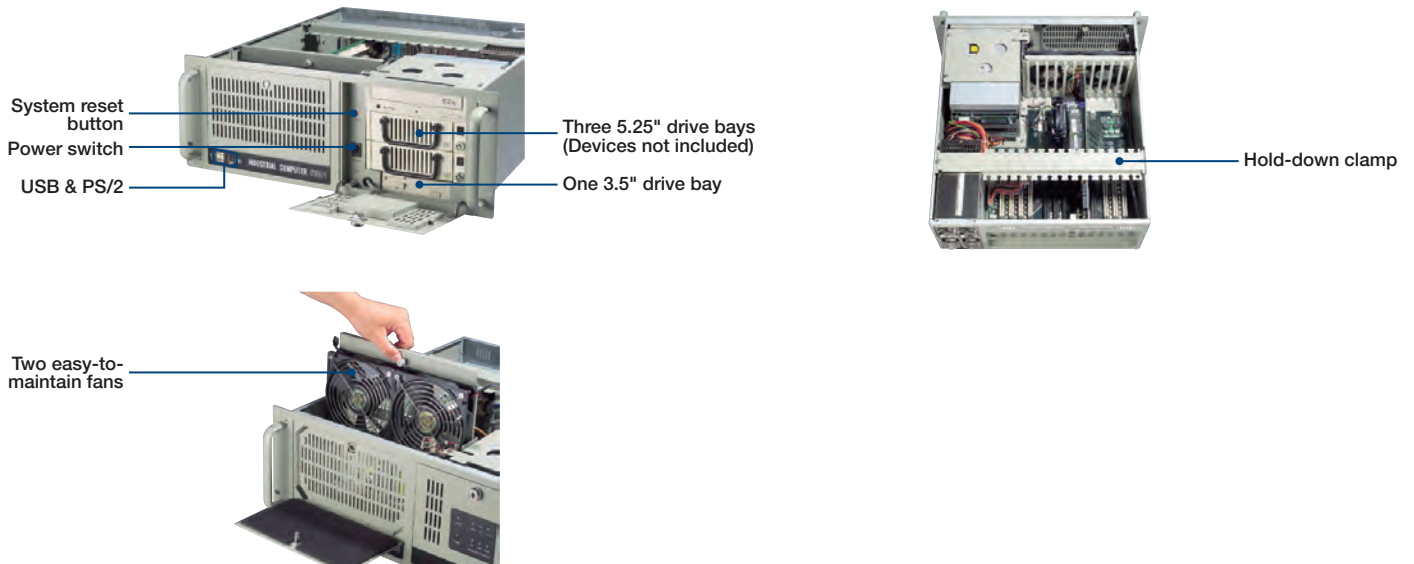 System reset
button
Power switch
USB & PS/2
INDUSTRIAL COMPUTER
Three 5.25" drive bays
(Devices not included)
One 3.5" drive bay
Hold-down clamp
Two easy-to-
maintain fans